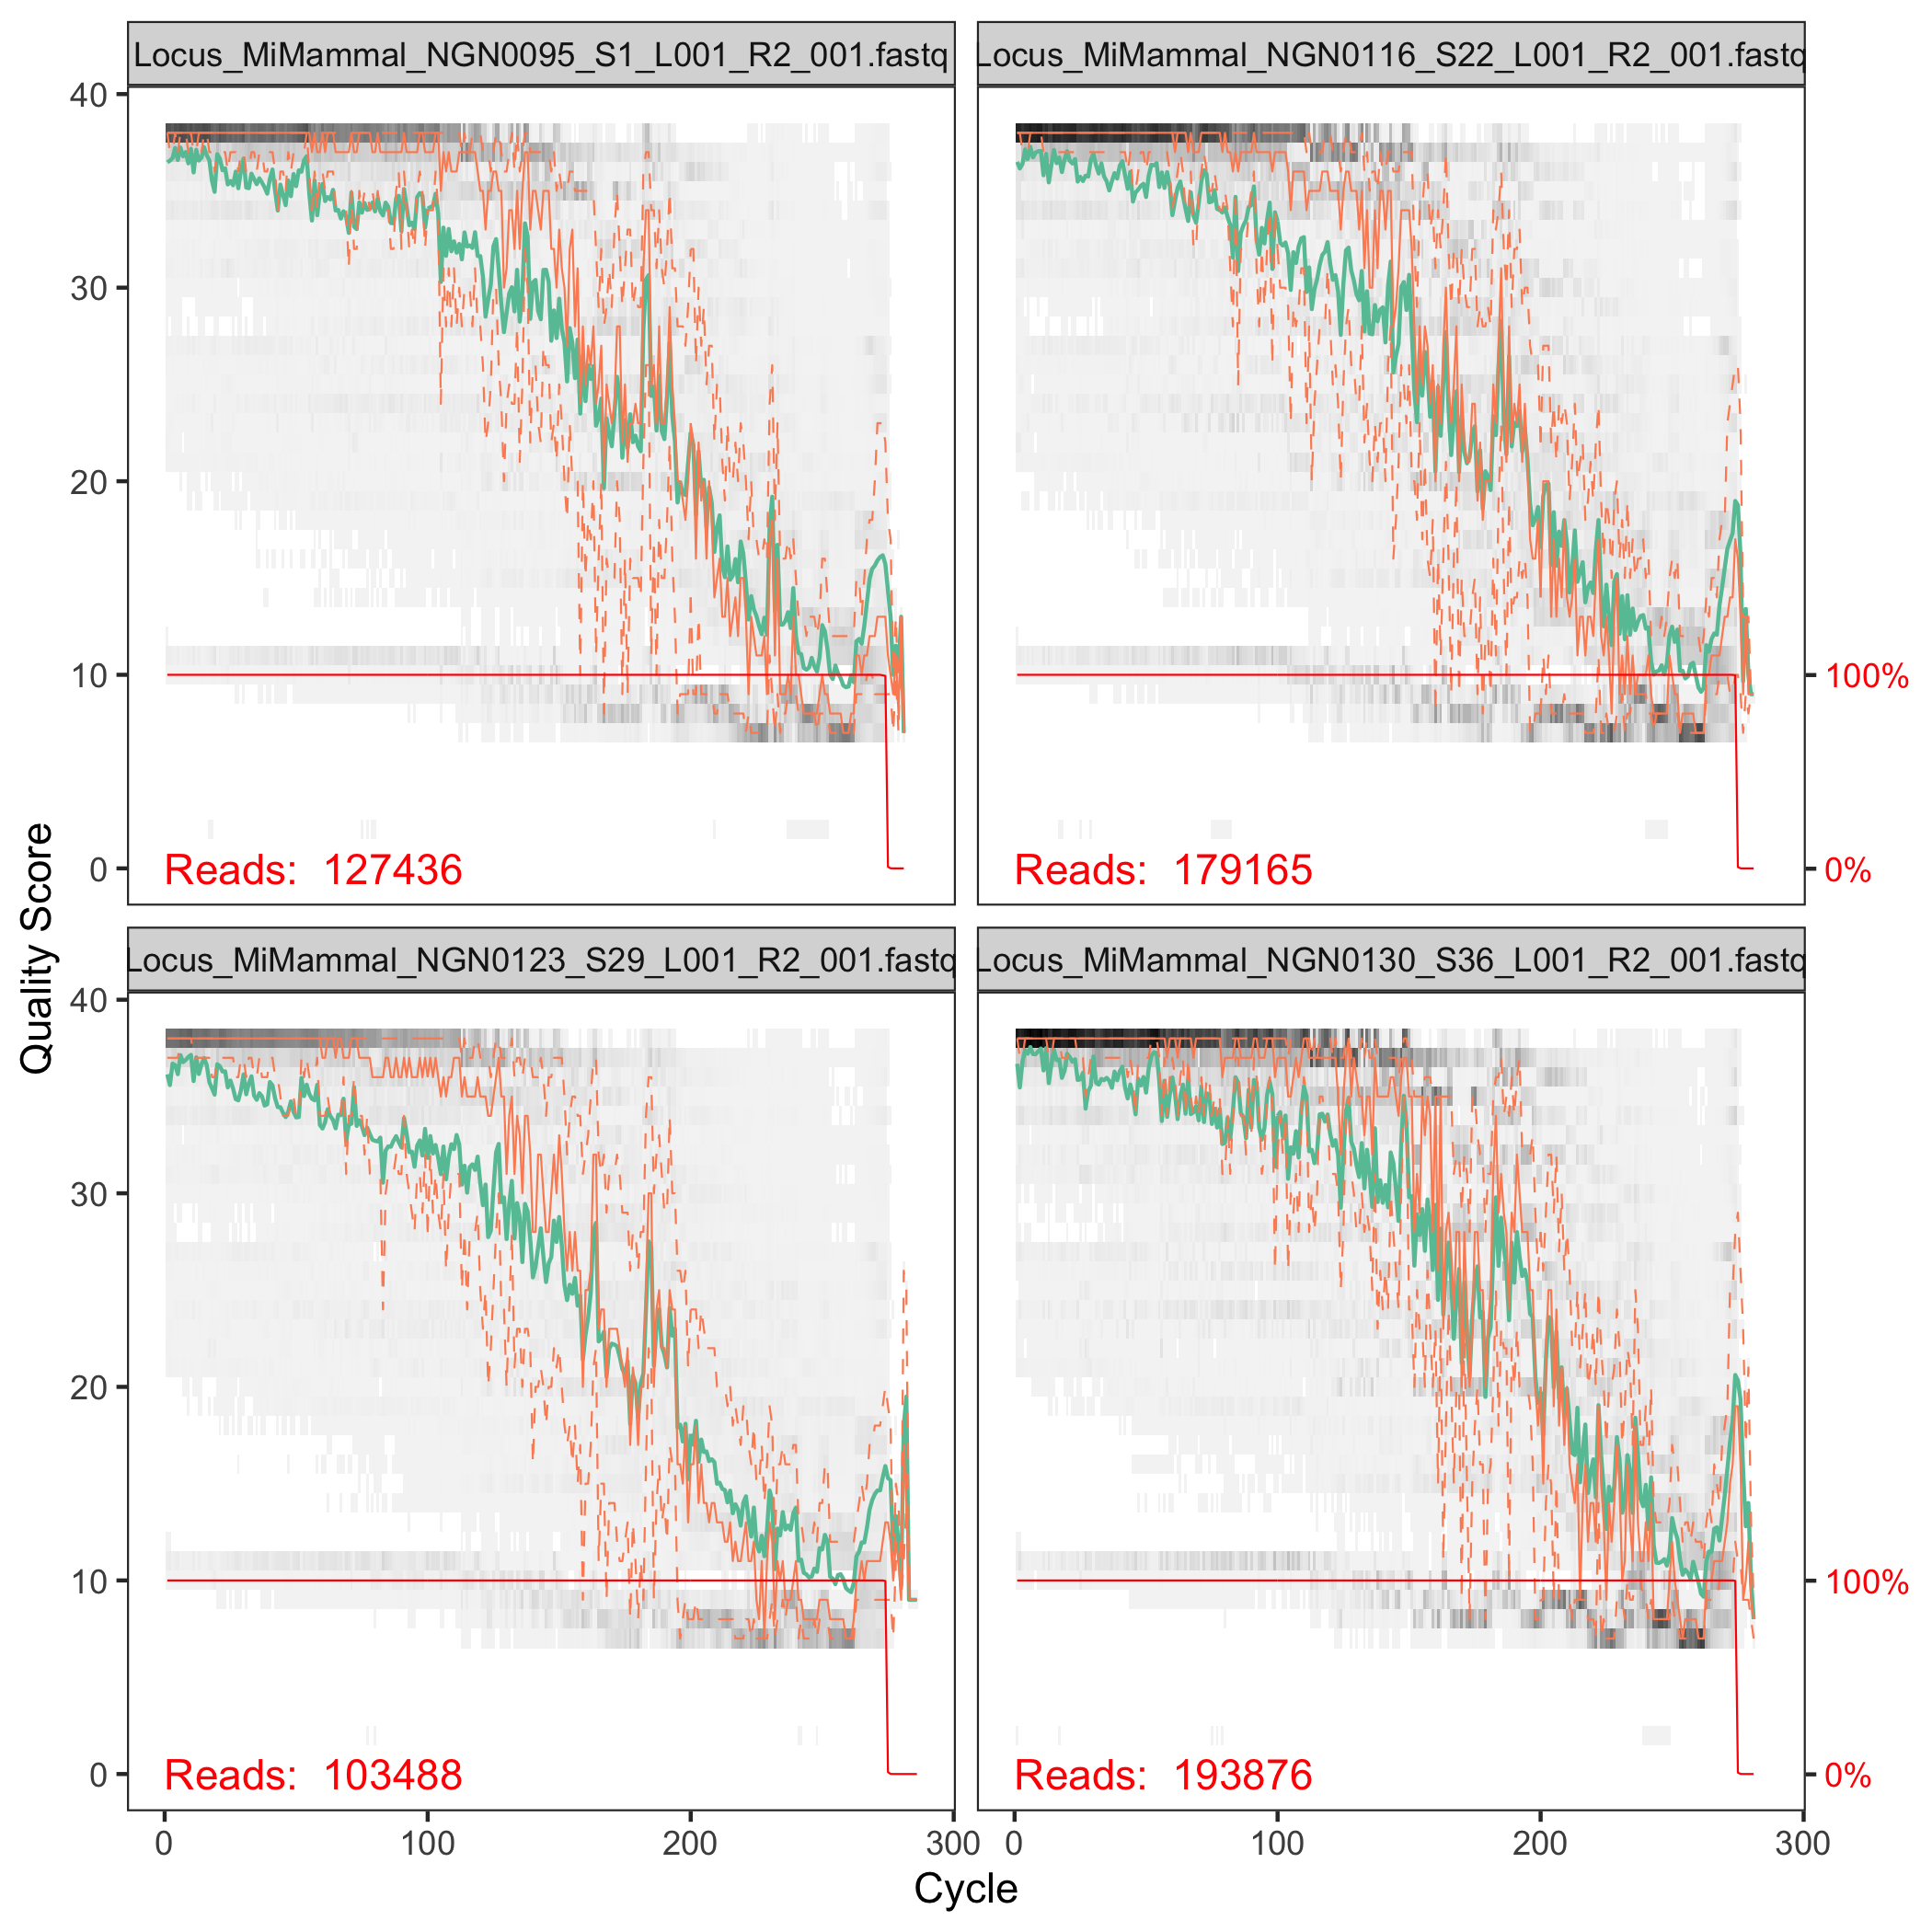 Locus_MiMammal_NGN0095_S1_L001_R2_001.fastq
Locus_MiMammal_NGN0116_S22_L001_R2_001.fastq
40
30
20
10
0
Reads: 127436
Reads: 179165
100%
0%
Locus_MiMammal_NGN0123_S29_L001_R2_001.fastq
Locus_MiMammal_NGN0130_S36_L001_R2_001.fastq
Quality Score
40
30
20
10
0
Reads: 103488
Reads: 193876
100%
0%
0 100 200 300 0 100 200 300
Cycle